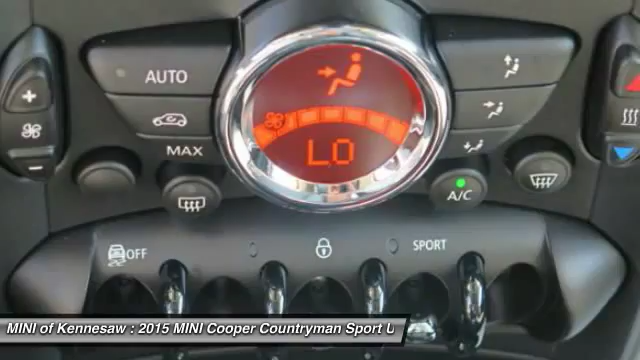 AUTO
MAX
LO
A/C
OFF
SPORT
MINI of Kennesaw : 2015 MINI Cooper Countryman Sport U